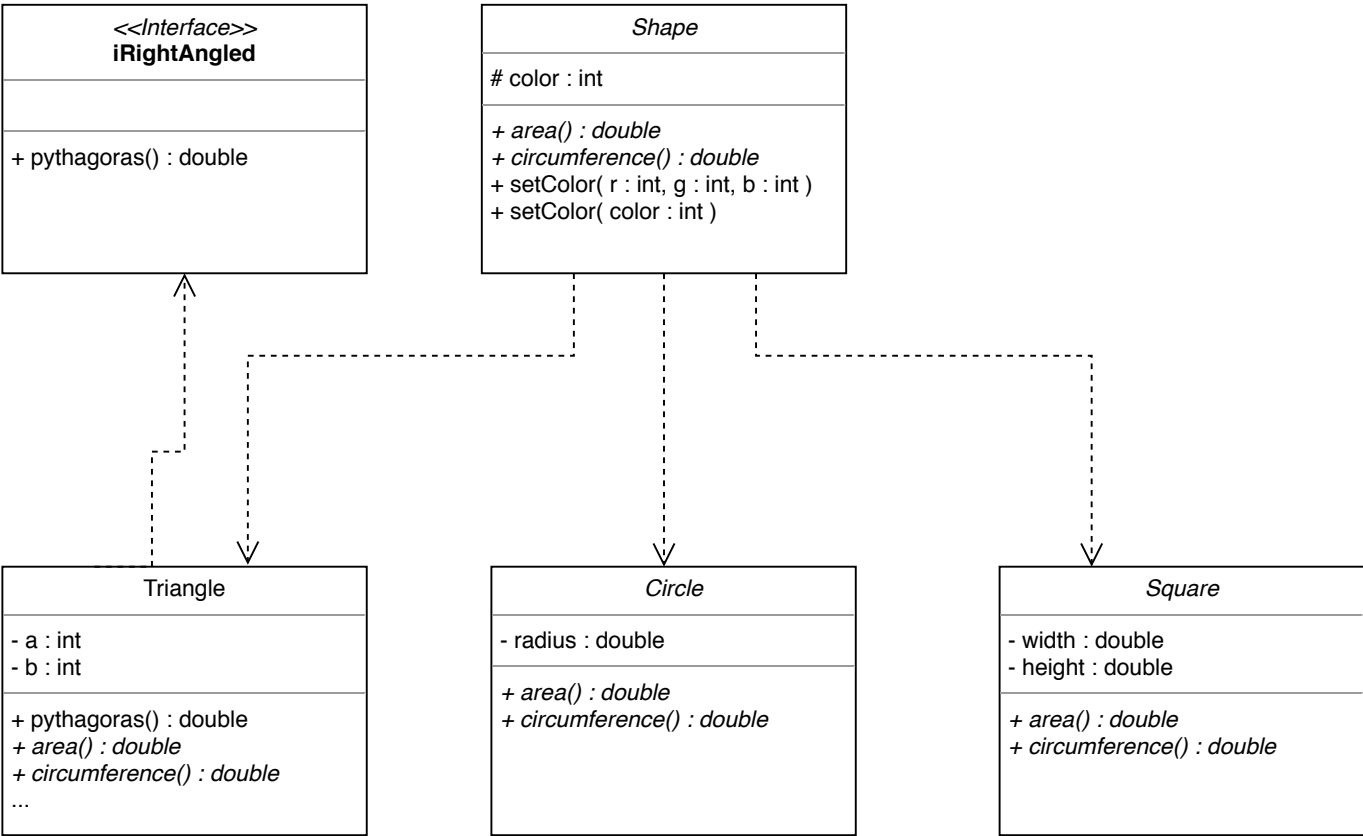 <<Interface>>
iRightAngled
+ pythagoras() : double
Shape
# color : int
+ area() : double
+ circumference() : double
+ setColor( r : int, g : int, b : int )
+ setColor( color : int )
Triangle
- a : int
- b : int
+ pythagoras() : double
+ area() : double
+ circumference() : double
...
Circle
- radius : double
+ area() : double
+ circumference() : double
Square
- width : double
- height : double
+ area() : double
+ circumference() : double